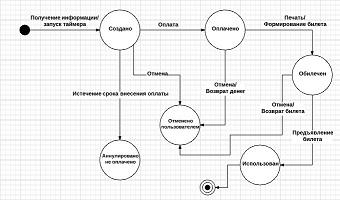 Получение информации/
запуск таймера
Создано
Оплата
Оплачено
Печать/
Формирование билета
Обилечен
Отмена
Отмена/
Возврат денег
Истечение срока внесения оплаты
Отменено
пользователем
Отмена/
Возврат билета
Предъявление
билета
Аннулировано
не оплачено
Использован